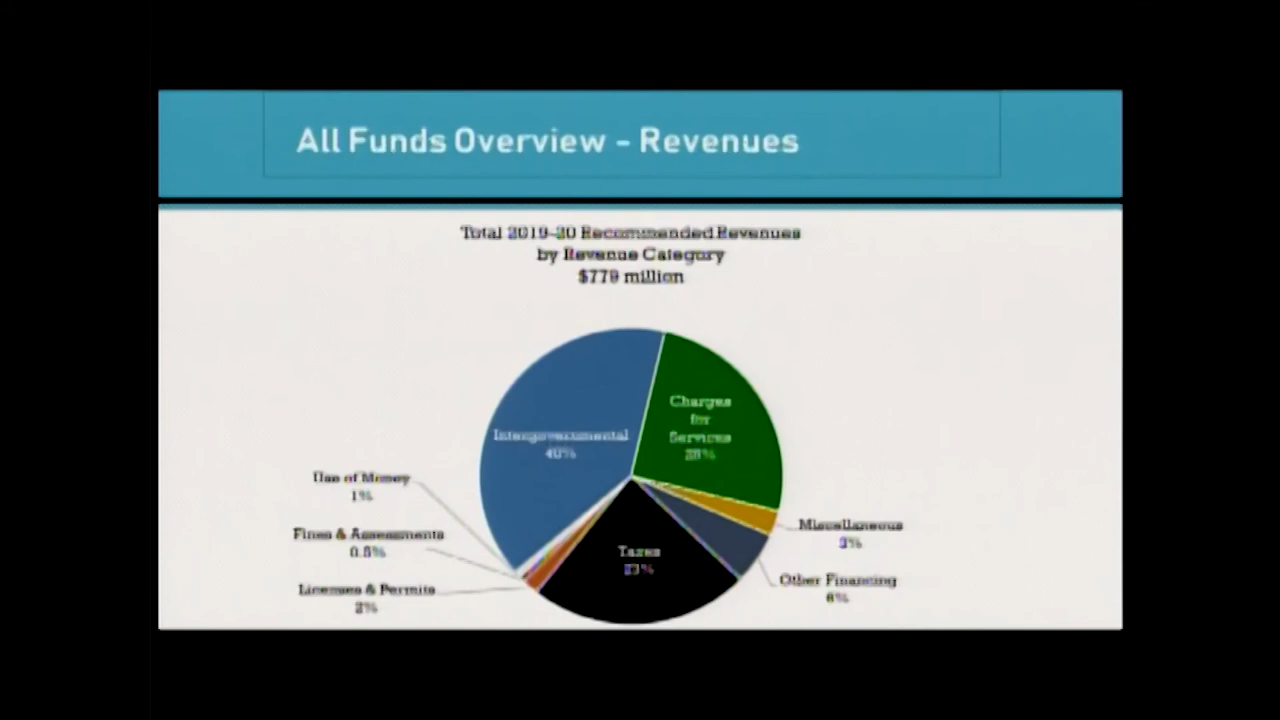 All Funds Overview - Revenues
Total 2019-20 Recommended Revenues
by Revenue Category
$779 million
Charges
for
Services
Intergovernmental
40%
Use of Money
1%
Fines & Assessments
0.5%
Licenses & Permits
2%
Taxes
Miscellaneous
Other Financing
6%